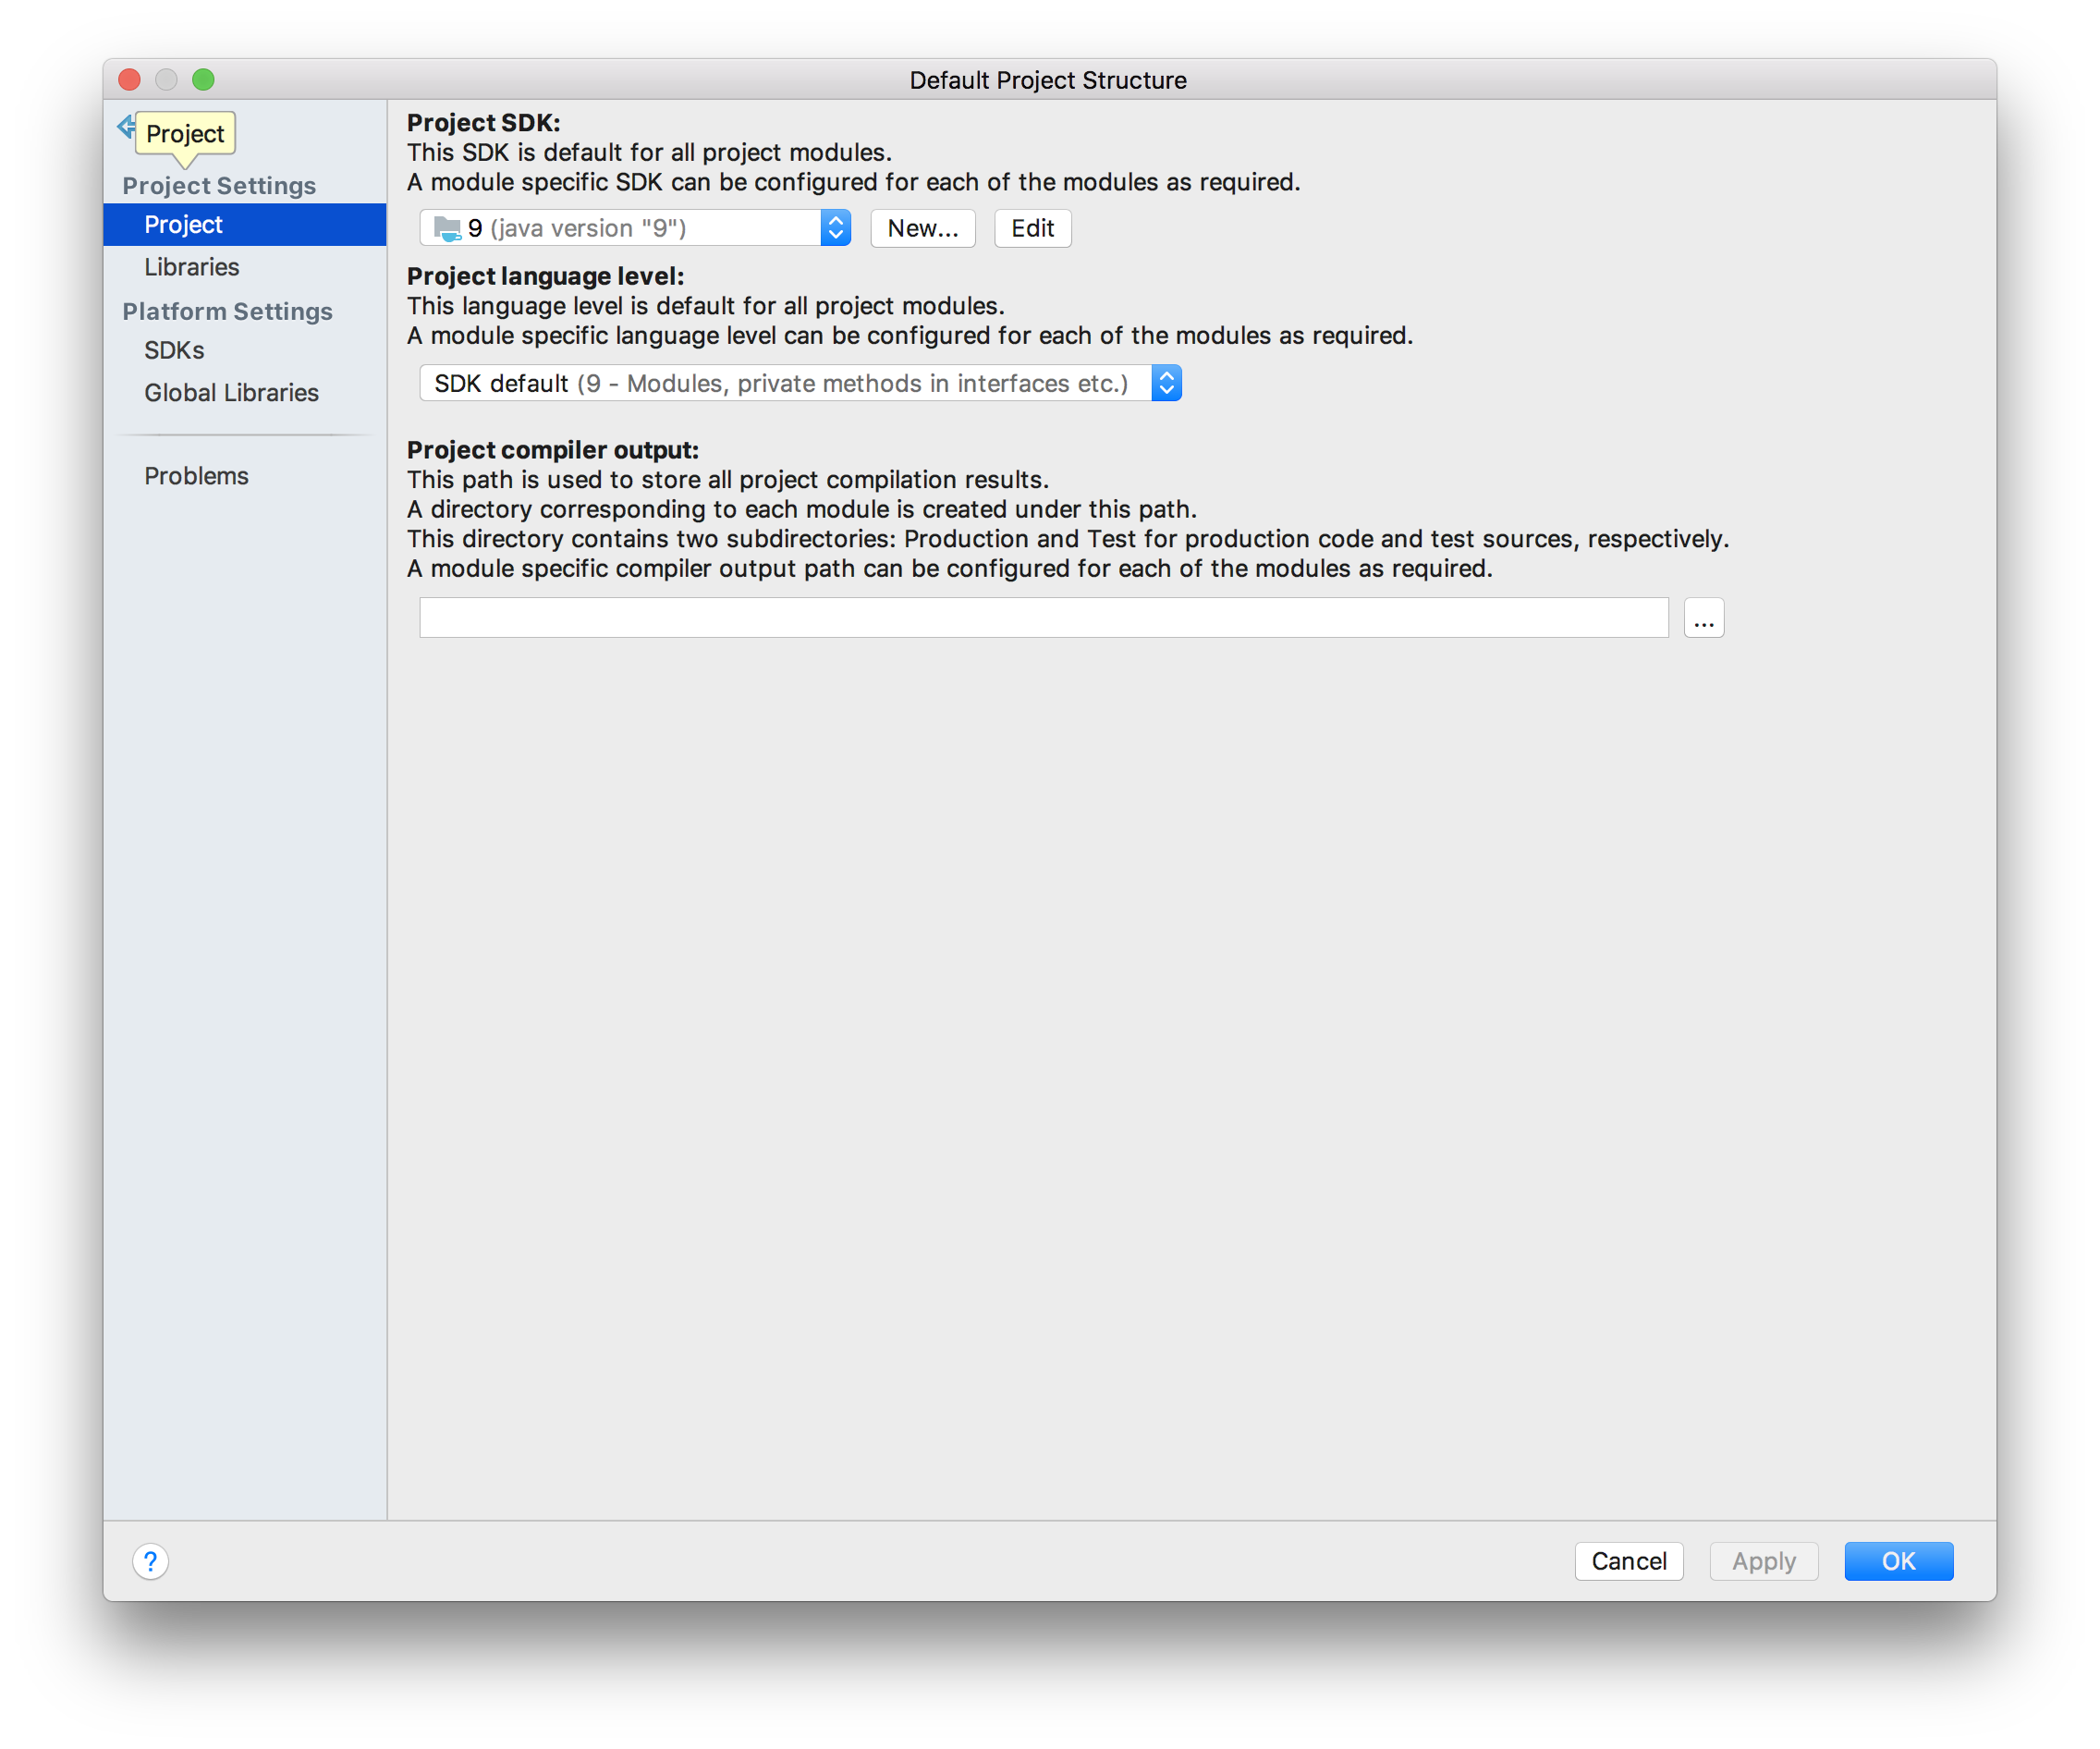 Default Project Structure
Project
Project Settings
Project
Libraries
Platform Settings
SDKs
Global Libraries
Problems
Project SDK:
This SDK is default for all project modules.
A module specific SDK can be configured for each of the modules as required.
9 (java version "9")
New...
Edit
Project language level:
This language level is default for all project modules.
A module specific language level can be configured for each of the modules as required.
SDK default (9 - Modules, private methods in interfaces etc.)
Project compiler output:
This path is used to store all project compilation results.
A directory corresponding to each module is created under this path.
This directory contains two subdirectories: Production and Test for production code and test sources, respectively.
A module specific compiler output path can be configured for each of the modules as required.
...
?
Cancel
Apply
OK